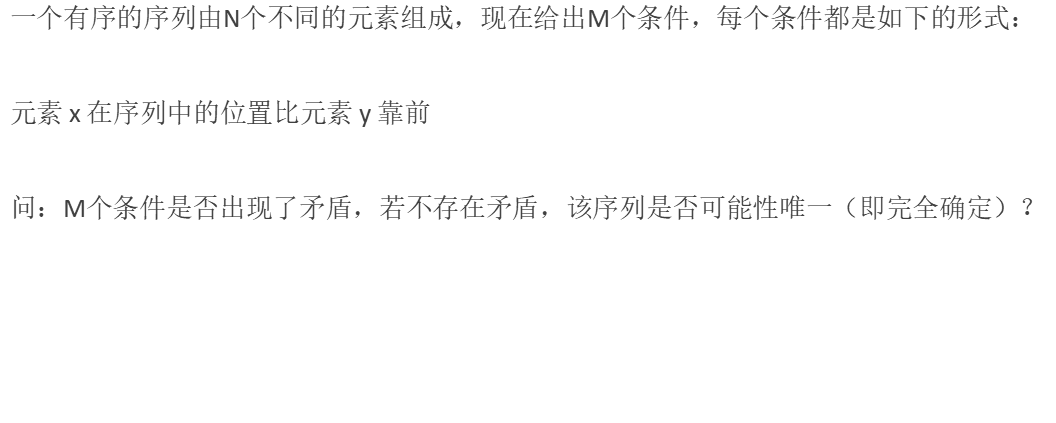 一个有序的序列由N个不同的元素组成，现在给出M个条件，每个条件都是如下的形式：
元素 x 在序列中的位置比元素 y 靠前
问：M个条件是否出现了矛盾，若不存在矛盾，该序列是否可能性唯一（即完全确定）？